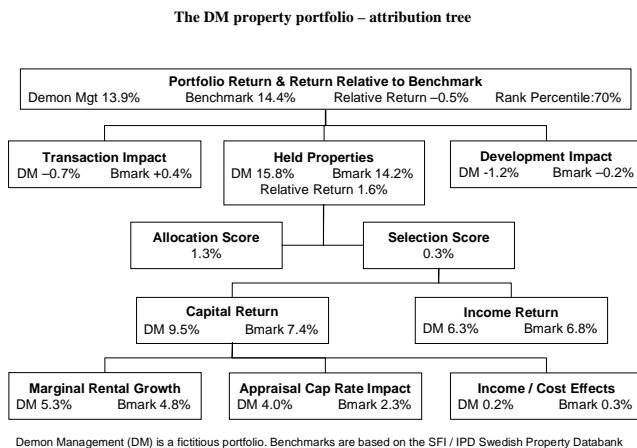 The DM property portfolio – attribution tree
Portfolio Return & Return Relative to Benchmark
Demon Mgt 13.9% Benchmark 14.4% Relative Return –0.5% Rank Percentile:70%
Transaction Impact
DM –0.7% Bmark +0.4%
Held Properties
DM 15.8% Bmark 14.2%
Relative Return 1.6%
Development Impact
DM -1.2% Bmark –0.2%
Allocation Score
1.3%
Selection Score
0.3%
Capital Return
DM 9.5% Bmark 7.4%
Income Return
DM 6.3% Bmark 6.8%
Marginal Rental Growth
DM 5.3% Bmark 4.8%
Appraisal Cap Rate Impact
DM 4.0% Bmark 2.3%
Income / Cost Effects
DM 0.2% Bmark 0.3%
Demon Management (DM) is a fictitious portfolio. Benchmarks are based on the SFI / IPD Swedish Property Databank